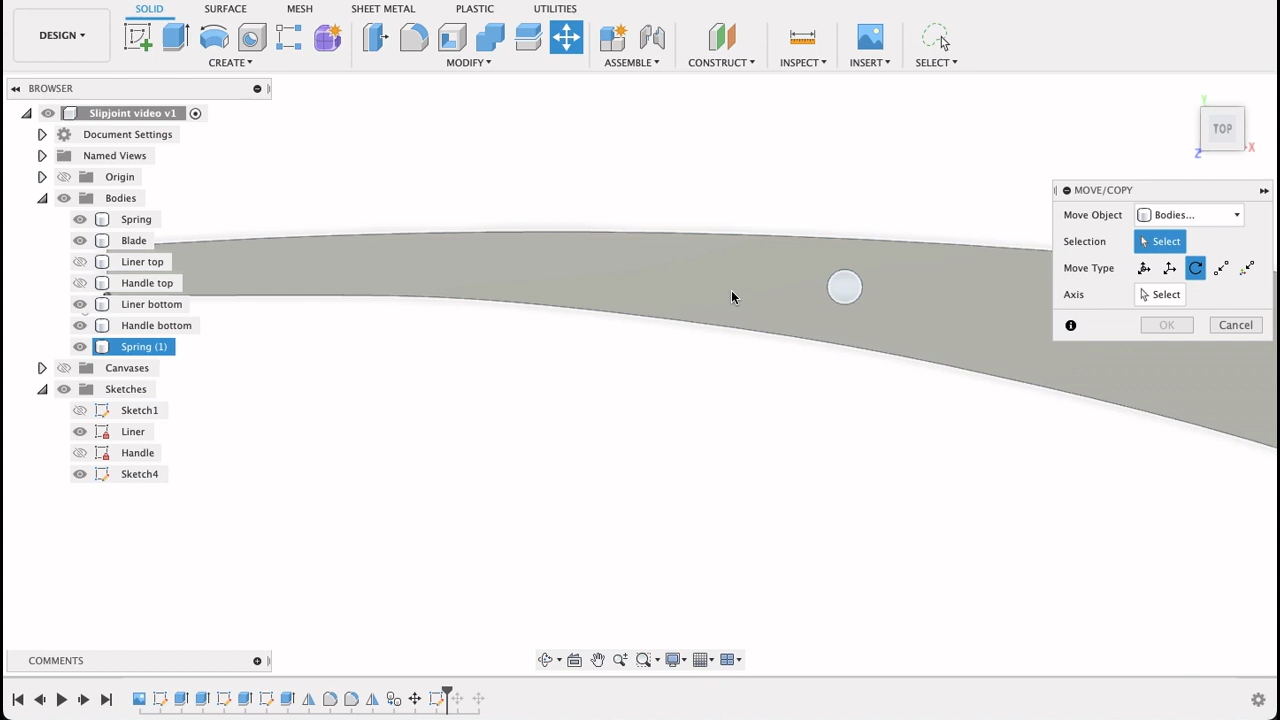 SOLID SURFACE MESH SHEET METAL PLASTIC UTILITIES
DESIGN
CREATE MODIFY ASSEMBLE CONSTRUCT INSPECT INSERT SELECT
BROWSER
Slipjoint video v1
Document Settings
Named Views
Origin
Bodies
Spring
Blade
Liner top
Handle top
Liner bottom
Handle bottom
Spring (1)
Canvases
Sketches
Sketch1
Liner
Handle
Sketch4
Y
TOP
X
Z
MOVE/COPY
Move Object Bodies...
Selection Select
Move Type
Axis Select
OK Cancel
COMMENTS